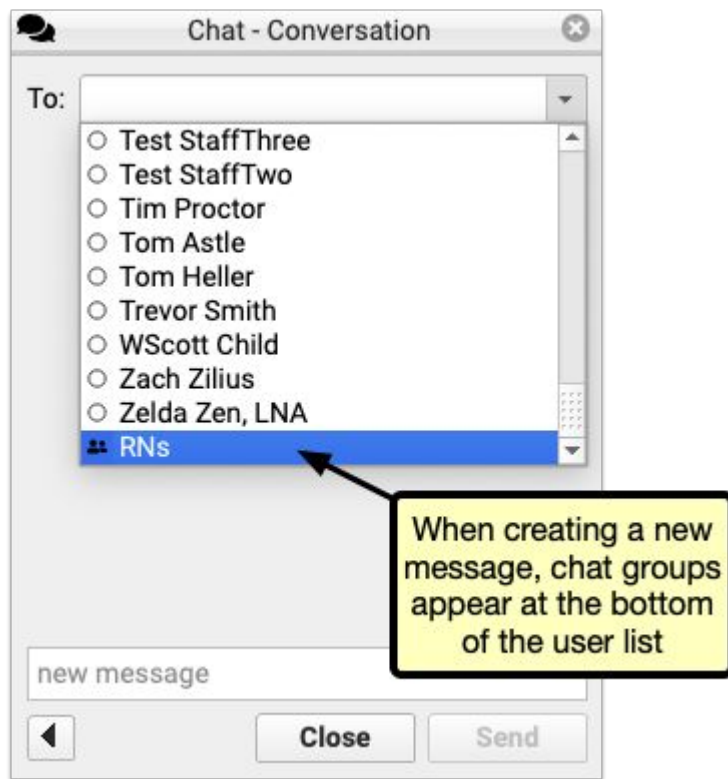 Chat - Conversation
To:
Test StaffThree
Test StaffTwo
Tim Proctor
Tom Astle
Tom Heller
Trevor Smith
WScott Child
Zach Zilius
Zelda Zen, LNA
RNs
When creating a new
message, chat groups
appear at the bottom
of the user list
new message
Close
Send